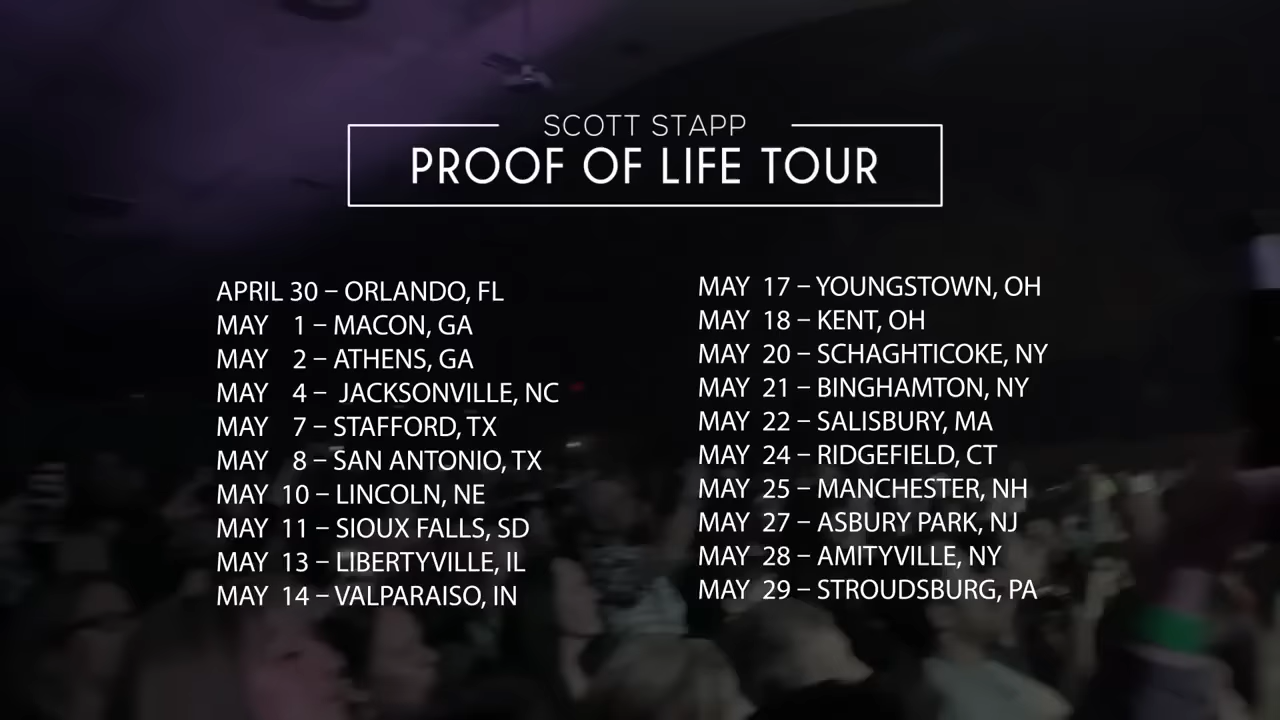 SCOTT STAPP
PROOF OF LIFE TOUR
APRIL 30 – ORLANDO, FL
MAY 1 – MACON, GA
MAY 2 – ATHENS, GA
MAY 4 – JACKSONVILLE, NC
MAY 7 – STAFFORD, TX
MAY 8 – SAN ANTONIO, TX
MAY 10 – LINCOLN, NE
MAY 11 – SIOUX FALLS, SD
MAY 13 – LIBERTYVILLE, IL
MAY 14 – VALPARAISO, IN
MAY 17 – YOUNGSTOWN, OH
MAY 18 – KENT, OH
MAY 20 – SCHAGHTICOKE, NY
MAY 21 – BINGHAMTON, NY
MAY 22 – SALISBURY, MA
MAY 24 – RIDGEFIELD, CT
MAY 25 – MANCHESTER, NH
MAY 27 – ASBURY PARK, NJ
MAY 28 – AMITYVILLE, NY
MAY 29 – STROUDSBURG, PA